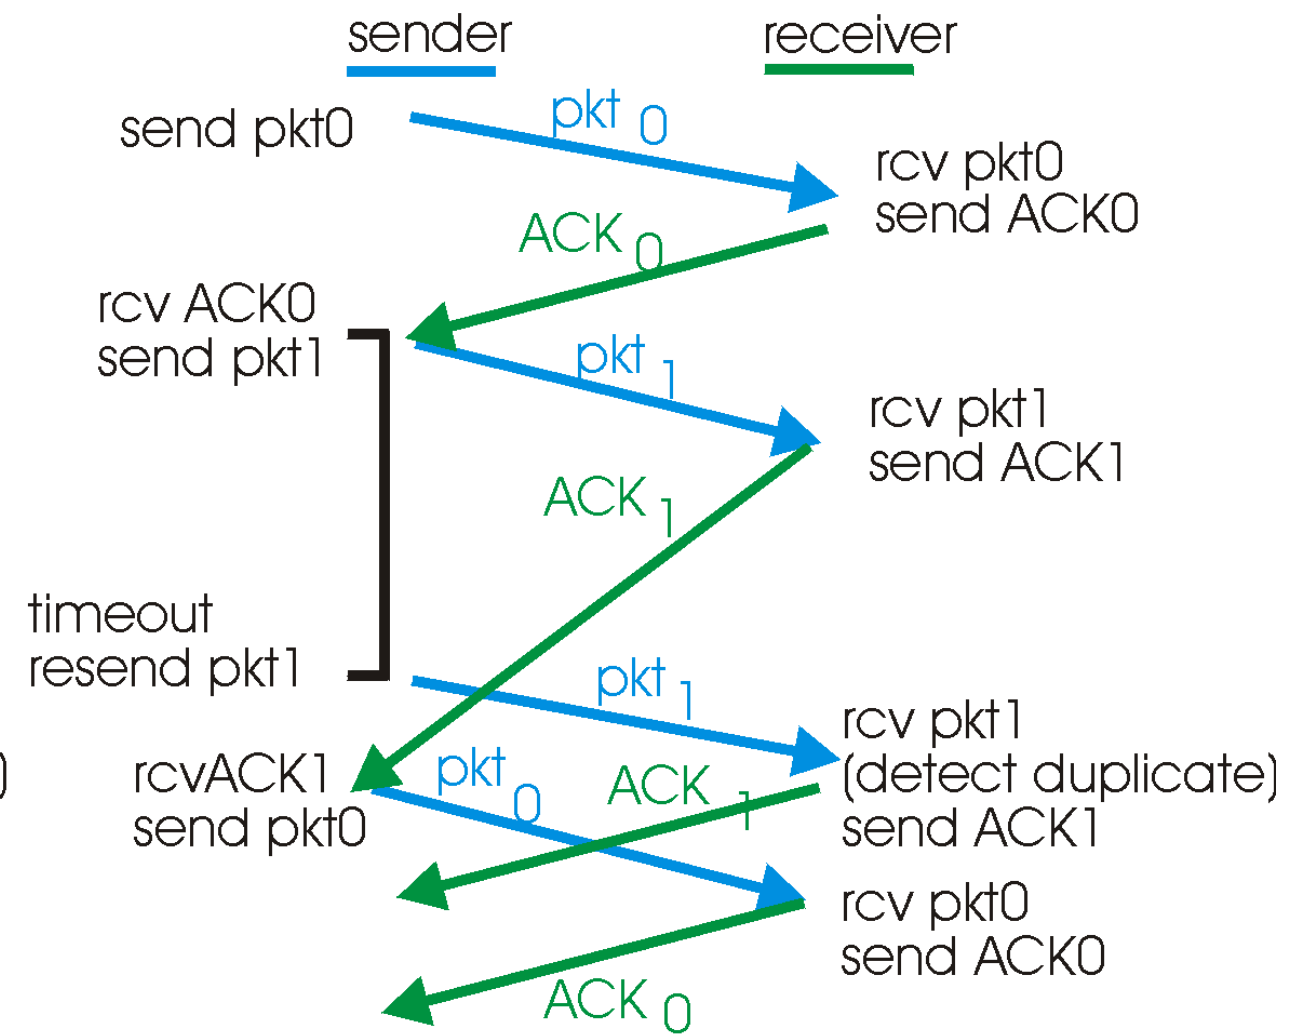 sender
receiver
send pkt0
pkt 0
rcv pkt0
send ACK0
ACK 0
rcv ACK0
send pkt1
pkt 1
rcv pkt1
send ACK1
ACK 1
timeout
resend pkt1
pkt 1
rcv pkt1
(detect duplicate)
send ACK1
)
rcvACK1
send pkt0
pkt 0
ACK 1
rcv pkt0
send ACK0
ACK 0